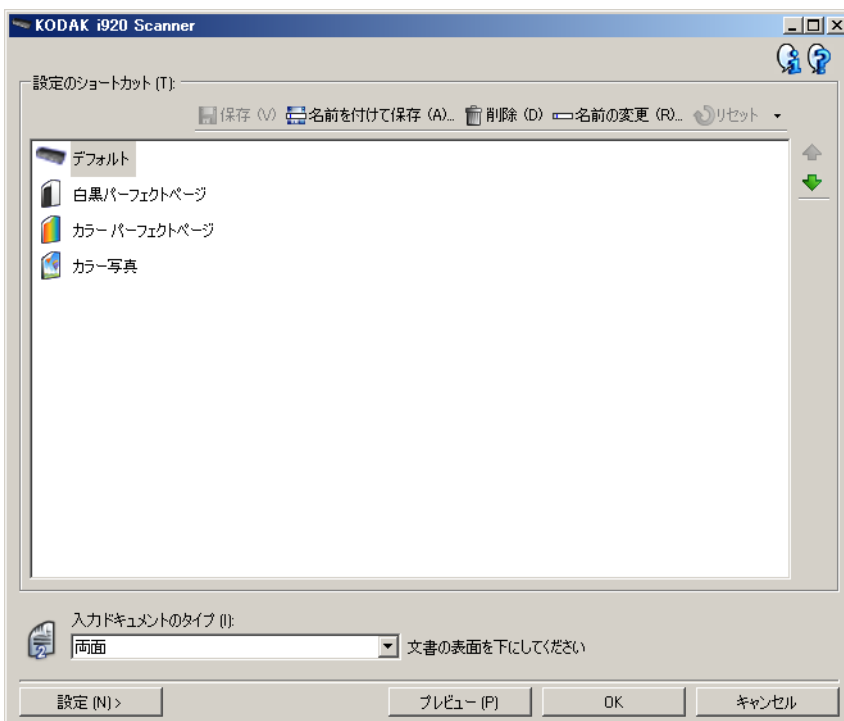 KODAK i920 Scanner
設定のショートカット (T):
保存 (V) 名前を付けて保存 (A)... 削除 (D) 名前の変更 (R)... リセット
デフォルト
白黒パーフェクトページ
カラー パーフェクトページ
カラー写真
入力ドキュメントのタイプ (I):
両面 文書の表面を下にしてください
設定 (N) > プレビュー (P) OK キャンセル